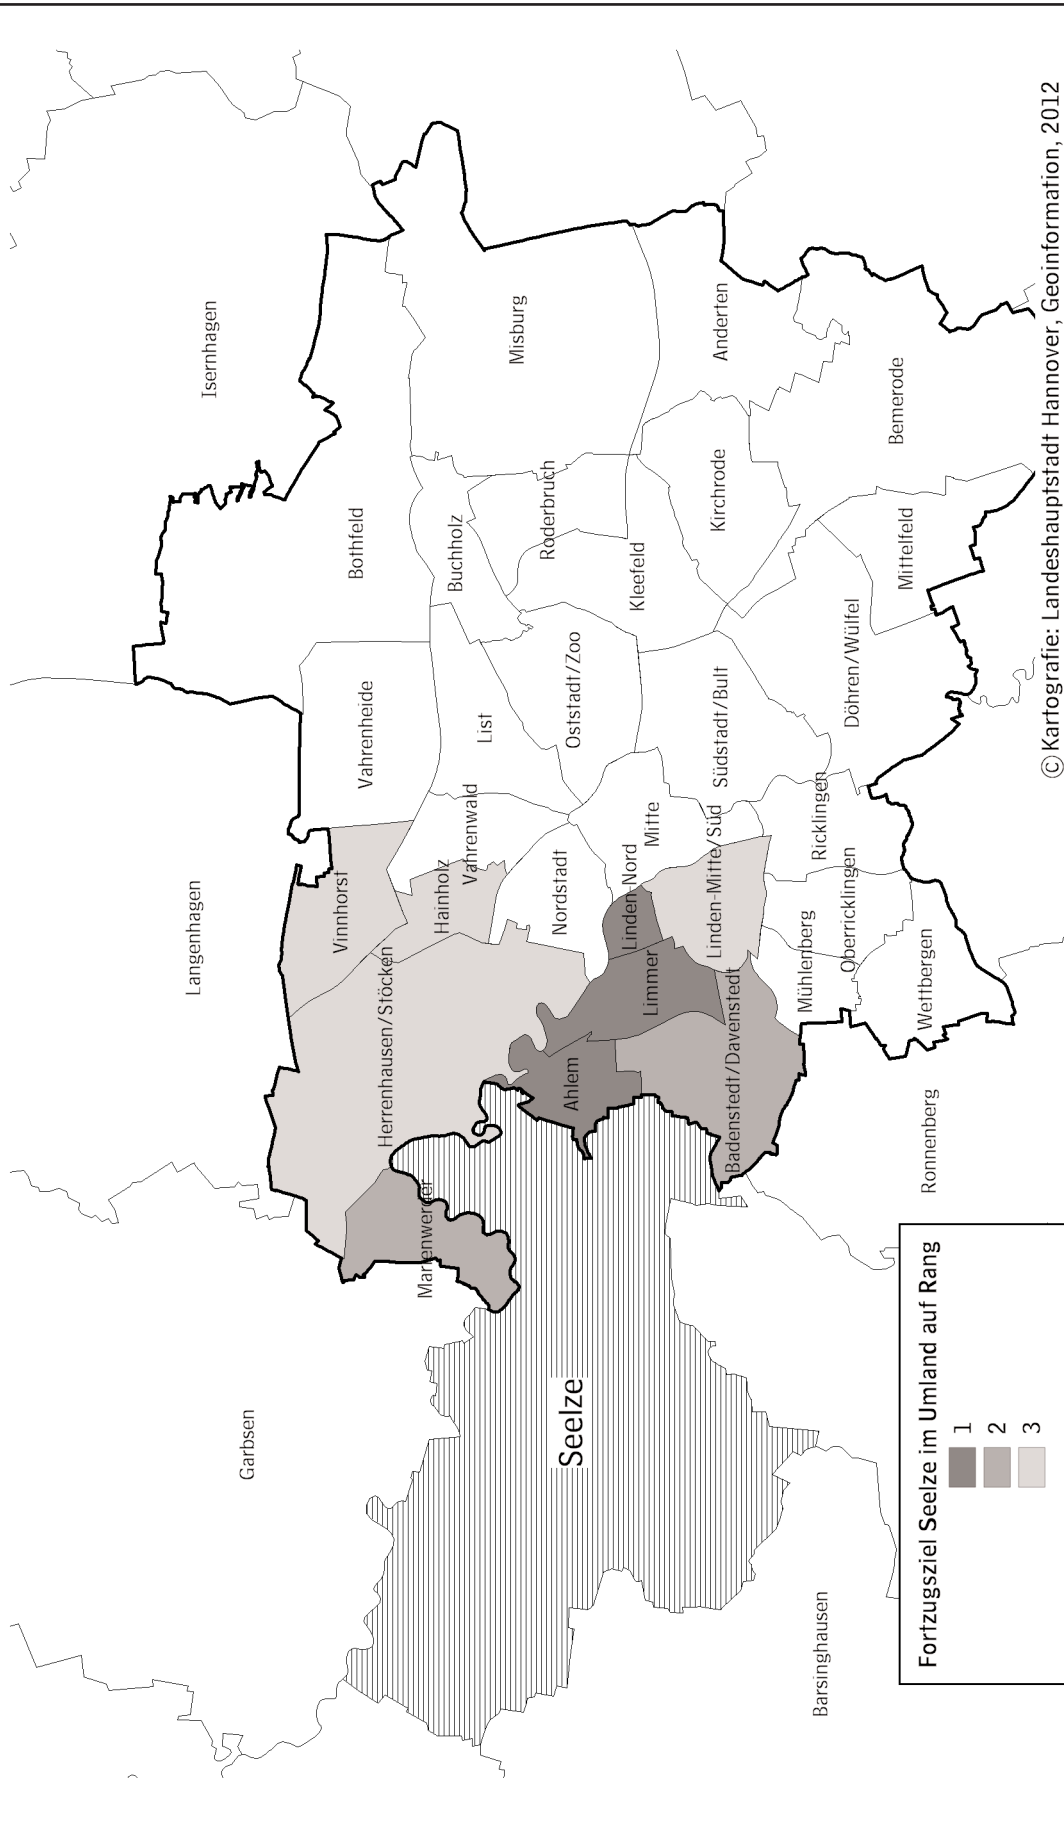 Isernhagen
Langenhagen
Garbsen
Bothfeld
Vahrenheide
Vinnhorst
Herrenhausen/Stöcken
Marienwerder
Misburg
Buchholz
List
Vahrenwald
Hainholz
Roderbruch
Oststadt/Zoo
Nordstadt
Ahlem
Seelze
Kleefeld
Mitte
Linden-Nord
Limmer
Anderten
Kirchrode
Südstadt/Bult
Linden-Mitte/Süd
Badenstedt/Davenstedt
Bemerode
Mittelfeld
Döhren/Wülfel
Ricklingen
Oberricklingen
Mühlenberg
Wettbergen
Ronnenberg
Barsinghausen
Fortzugsziel Seelze im Umland auf Rang
1
2
3
© Kartografie: Landeshauptstadt Hannover, Geoinformation, 2012